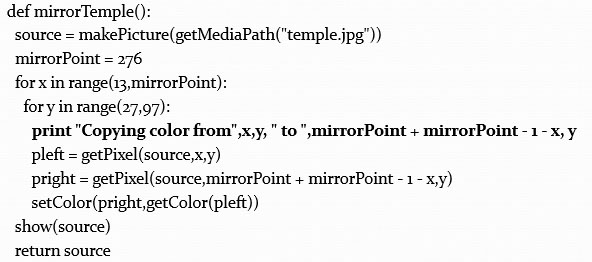 def mirrorTemple():
source = makePicture(getMediaPath("temple.jpg"))
mirrorPoint = 276
for x in range(13,mirrorPoint):
for y in range(27,97):
print "Copying color from",x,y, " to ",mirrorPoint + mirrorPoint - 1 - x, y
pleft = getPixel(source,x,y)
pright = getPixel(source,mirrorPoint + mirrorPoint - 1 - x,y)
setColor(pright,getColor(pleft))
show(source)
return source